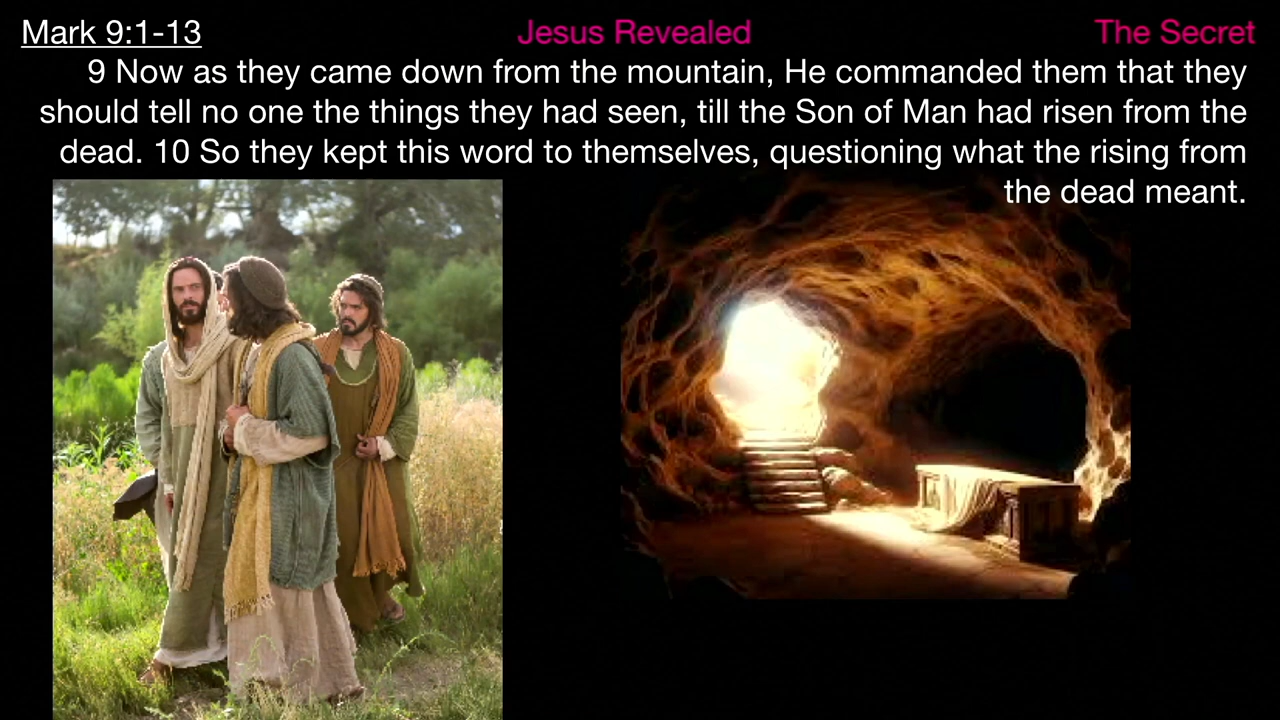 Mark 9:1-13 Jesus Revealed The Secret
9 Now as they came down from the mountain, He commanded them that they
should tell no one the things they had seen, till the Son of Man had risen from the
dead. 10 So they kept this word to themselves, questioning what the rising from
the dead meant.